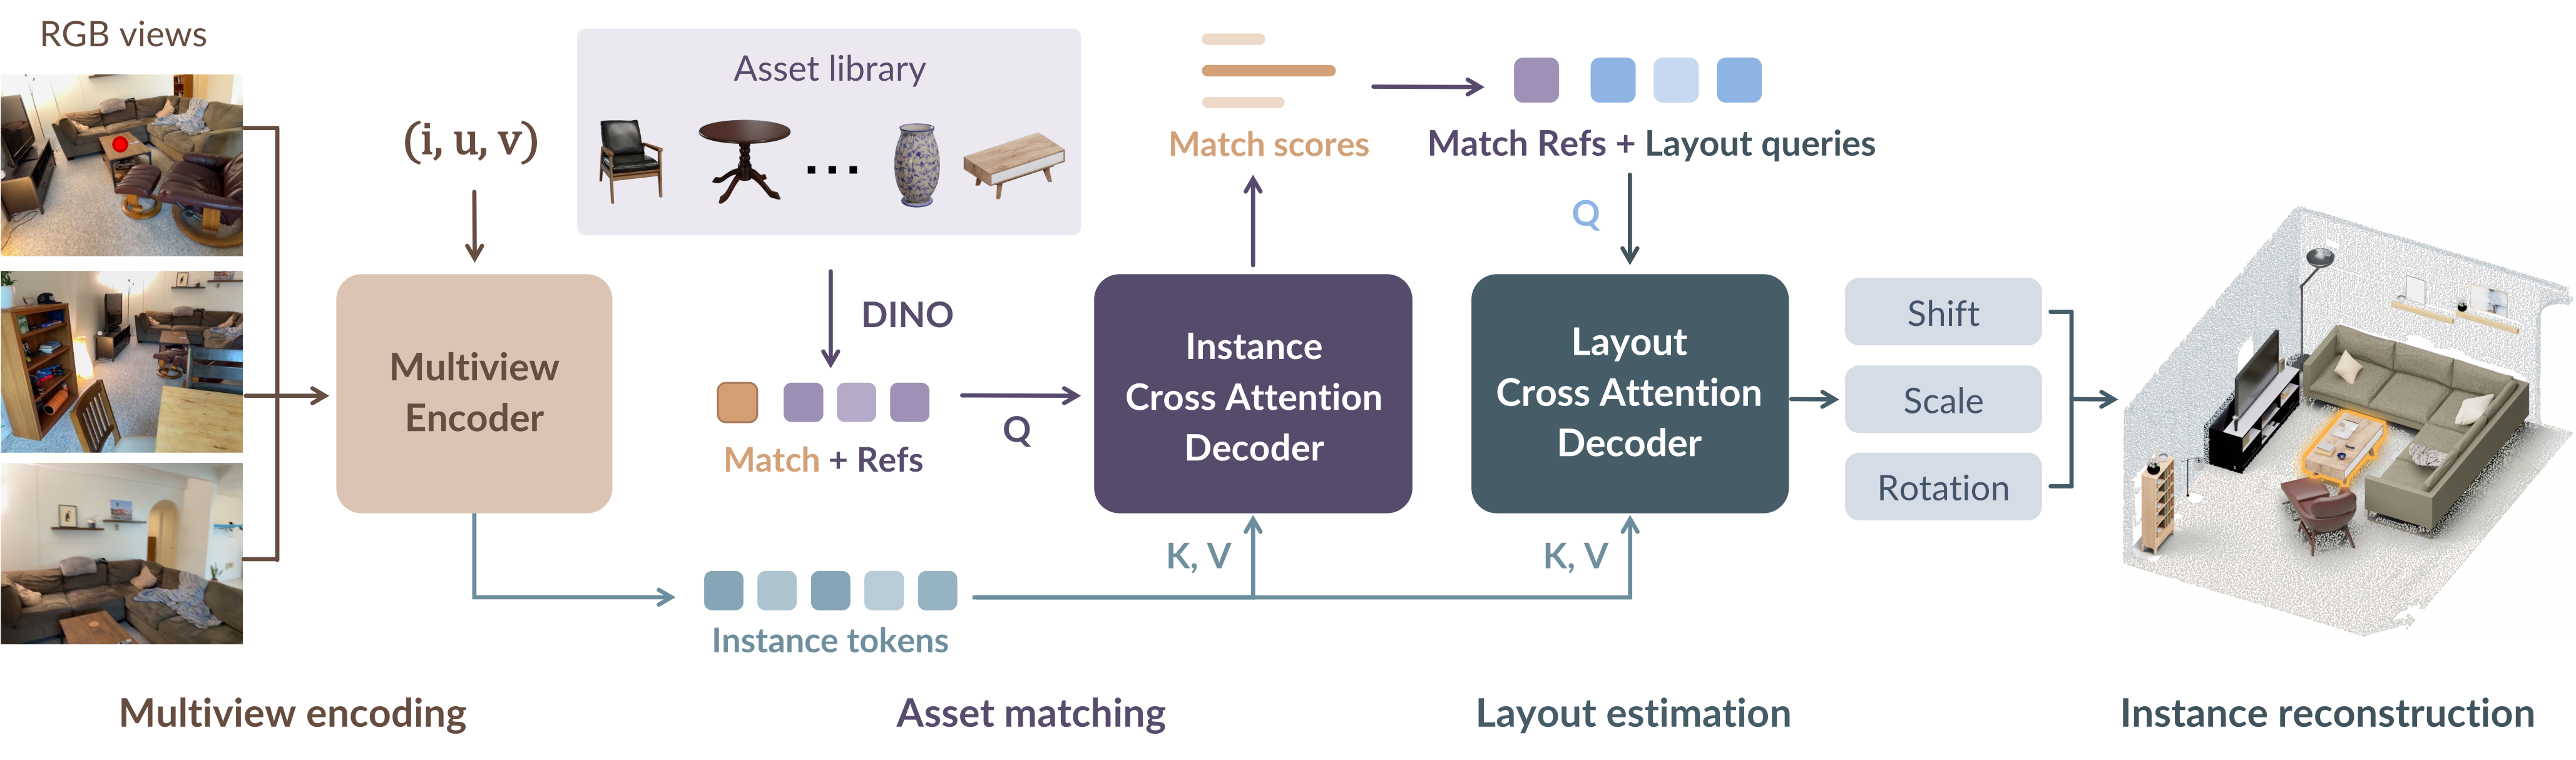 RGB views
(i, u, v)
Multiview
Encoder
Asset library
...
DINO
Match + Refs
Q
Instance tokens
Instance
Cross Attention
Decoder
K, V
Match scores
Match Refs + Layout queries
Q
Layout
Cross Attention
Decoder
K, V
Shift
Scale
Rotation
Multiview encoding
Asset matching
Layout estimation
Instance reconstruction